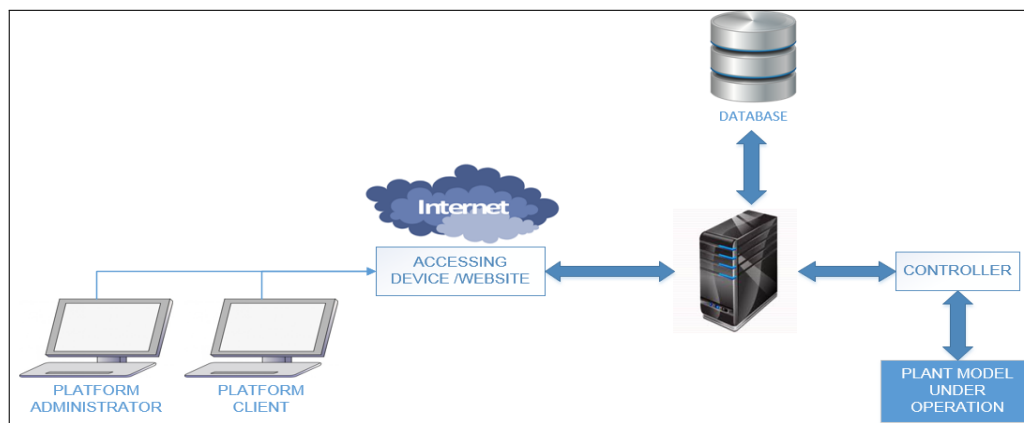 DATABASE
Internet
ACCESSING
DEVICE /WEBSITE
CONTROLLER
PLATFORM
ADMINISTRATOR
PLATFORM
CLIENT
PLANT MODEL
UNDER
OPERATION